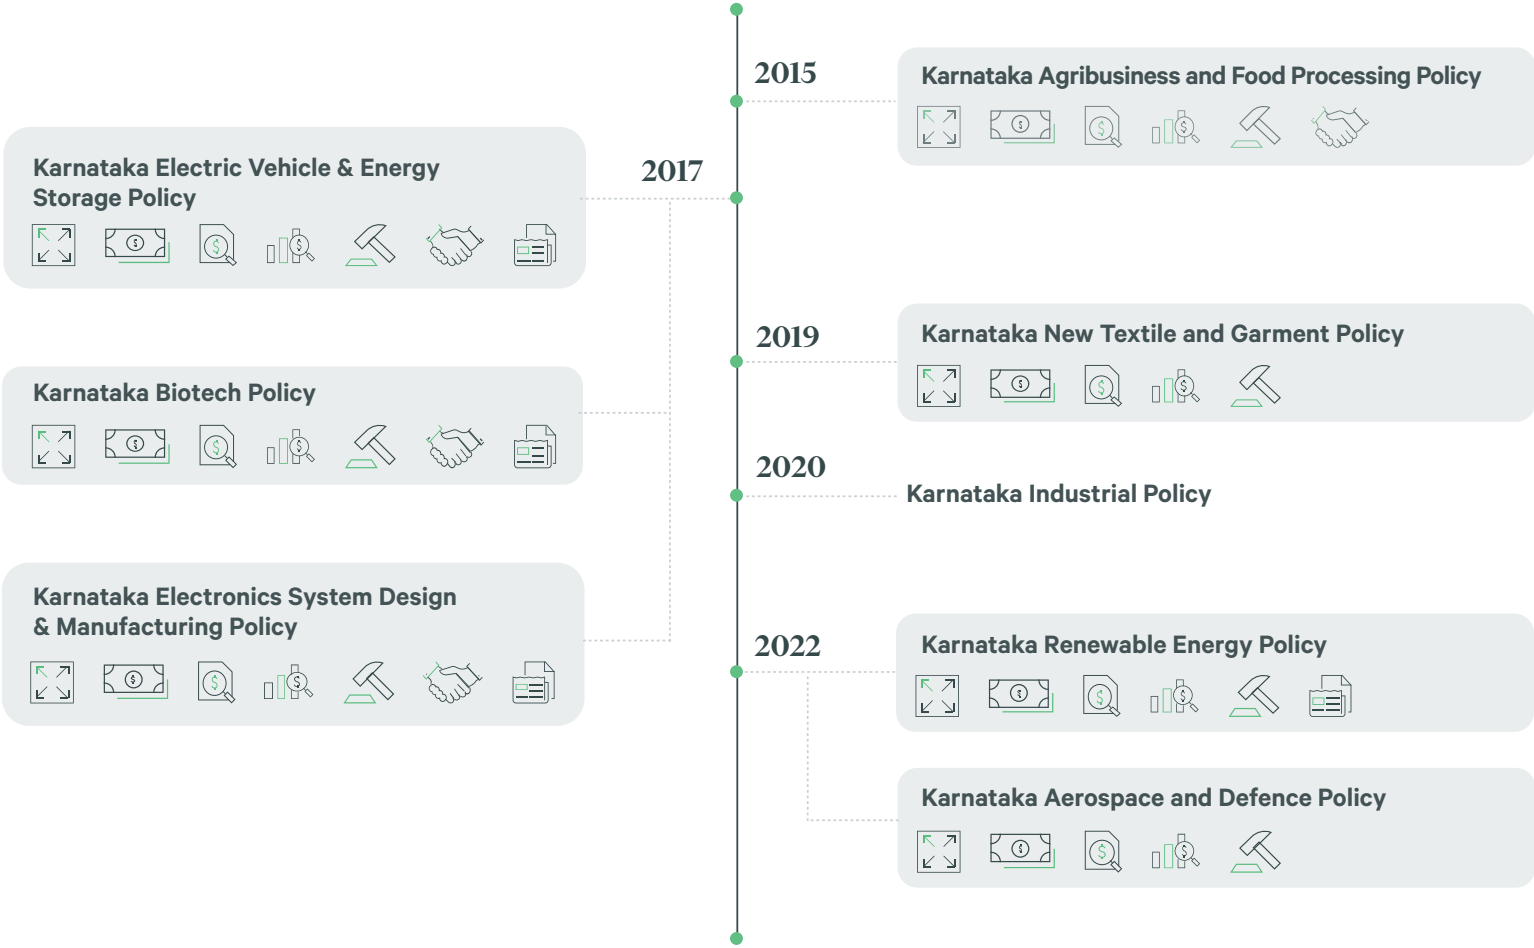 2015
Karnataka Agribusiness and Food Processing Policy
2017
Karnataka Electric Vehicle & Energy
Storage Policy
Karnataka Biotech Policy
Karnataka Electronics System Design
& Manufacturing Policy
2019
Karnataka New Textile and Garment Policy
2020
Karnataka Industrial Policy
2022
Karnataka Renewable Energy Policy
Karnataka Aerospace and Defence Policy